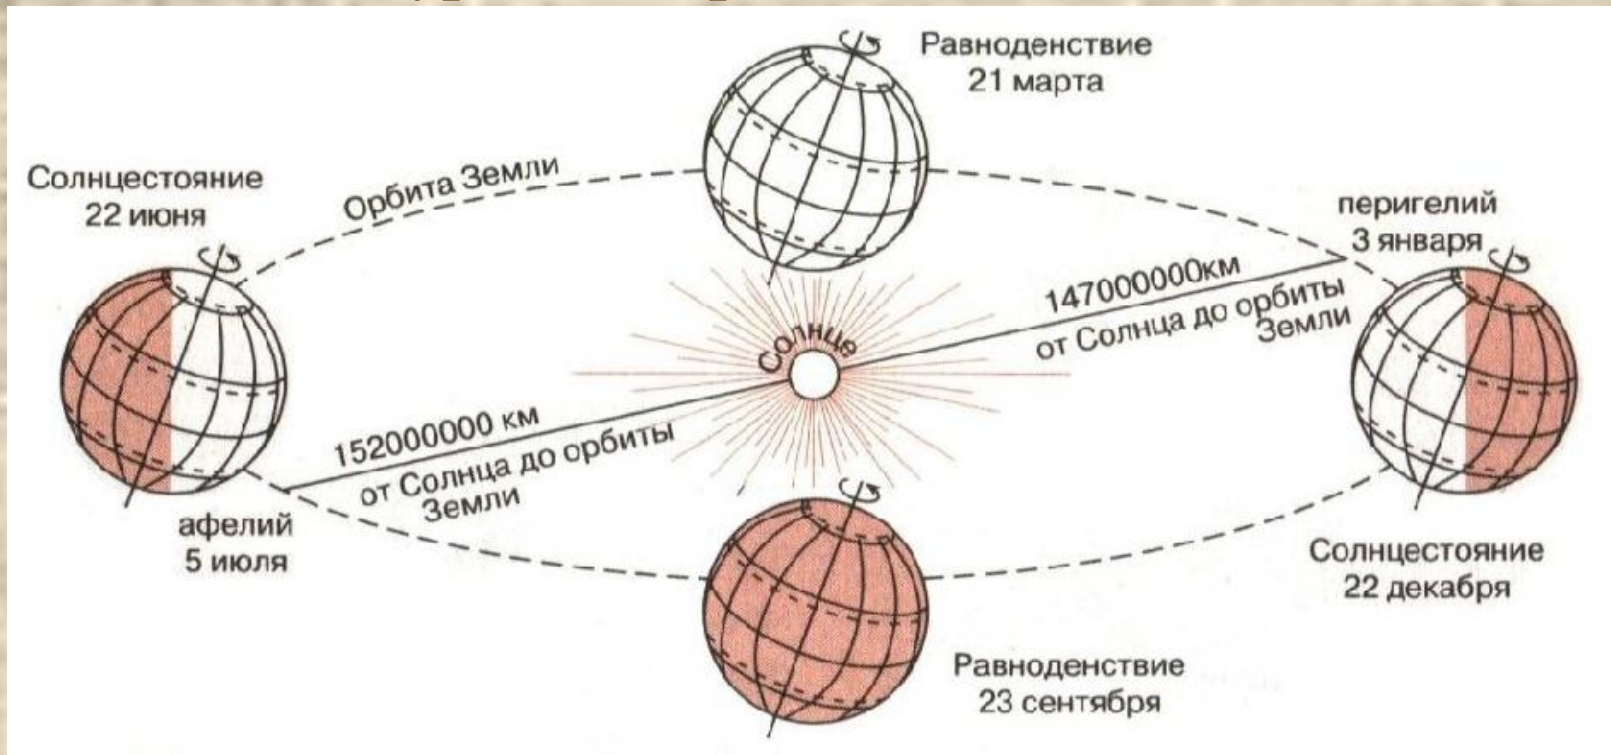 Равноденствие
21 марта
Солнцестояние
22 июня
Орбита Земли
перигелий
3 января
147000000км
от Солнца до орбиты
Земли
Солнце
152000000 км
от Солнца до орбиты
Земли
афелий
5 июля
Солнцестояние
22 декабря
Равноденствие
23 сентября